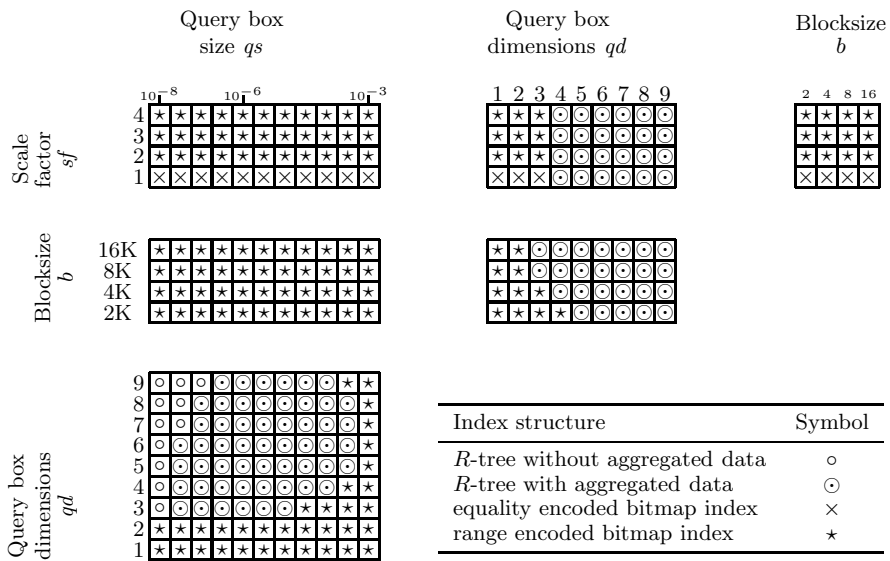 Query box
size qs
Query box
dimensions qd
Blocksize
b
10−8 10−6 10−3
1 2 3 4 5 6 7 8 9
2 4 8 16
Scale
factor
sf
4 ⋆ ⋆ ⋆ ⋆ ⋆ ⋆ ⋆ ⋆ ⋆ ⋆ ⋆ ⋆ ⋆ ⊙ ⊙ ⊙ ⊙ ⊙ ⊙ ⋆ ⋆ ⋆ ⋆
3 ⋆ ⋆ ⋆ ⋆ ⋆ ⋆ ⋆ ⋆ ⋆ ⋆ ⋆ ⋆ ⋆ ⊙ ⊙ ⊙ ⊙ ⊙ ⊙ ⋆ ⋆ ⋆ ⋆
2 ⋆ ⋆ ⋆ ⋆ ⋆ ⋆ ⋆ ⋆ ⋆ ⋆ ⋆ ⋆ ⋆ ⊙ ⊙ ⊙ ⊙ ⊙ ⊙ ⋆ ⋆ ⋆ ⋆
1 × × × × × × × × × × × × × × × ⊙ ⊙ ⊙ ⊙ ⊙ ⊙ × × × ×
Blocksize
b
16K ⋆ ⋆ ⋆ ⋆ ⋆ ⋆ ⋆ ⋆ ⋆ ⋆ ⋆ ⋆ ⋆ ⊙ ⊙ ⊙ ⊙ ⊙ ⊙ ⊙
8K ⋆ ⋆ ⋆ ⋆ ⋆ ⋆ ⋆ ⋆ ⋆ ⋆ ⋆ ⋆ ⋆ ⊙ ⊙ ⊙ ⊙ ⊙ ⊙ ⊙
4K ⋆ ⋆ ⋆ ⋆ ⋆ ⋆ ⋆ ⋆ ⋆ ⋆ ⋆ ⋆ ⋆ ⋆ ⊙ ⊙ ⊙ ⊙ ⊙ ⊙
2K ⋆ ⋆ ⋆ ⋆ ⋆ ⋆ ⋆ ⋆ ⋆ ⋆ ⋆ ⋆ ⋆ ⋆ ⋆ ⊙ ⊙ ⊙ ⊙ ⊙
Query box
dimensions
qd
9 ∘ ∘ ∘ ⊙ ⊙ ⊙ ⊙ ⊙ ⊙ ⋆ ⋆
8 ∘ ∘ ⊙ ⊙ ⊙ ⊙ ⊙ ⊙ ⊙ ⊙ ⋆
7 ∘ ∘ ⊙ ⊙ ⊙ ⊙ ⊙ ⊙ ⊙ ⊙ ⋆
6 ∘ ⊙ ⊙ ⊙ ⊙ ⊙ ⊙ ⊙ ⊙ ⊙ ⋆
5 ∘ ⊙ ⊙ ⊙ ⊙ ⊙ ⊙ ⊙ ⊙ ⊙ ⋆
4 ∘ ⊙ ⊙ ⊙ ⊙ ⊙ ⊙ ⊙ ⊙ ⋆ ⋆
3 ∘ ⊙ ⊙ ⊙ ⊙ ⊙ ⊙ ⋆ ⋆ ⋆ ⋆
2 ⋆ ⋆ ⋆ ⋆ ⋆ ⋆ ⋆ ⋆ ⋆ ⋆ ⋆
1 ⋆ ⋆ ⋆ ⋆ ⋆ ⋆ ⋆ ⋆ ⋆ ⋆ ⋆
Index structure Symbol
R-tree without aggregated data ∘
R-tree with aggregated data ⊙
equality encoded bitmap index ×
range encoded bitmap index ⋆